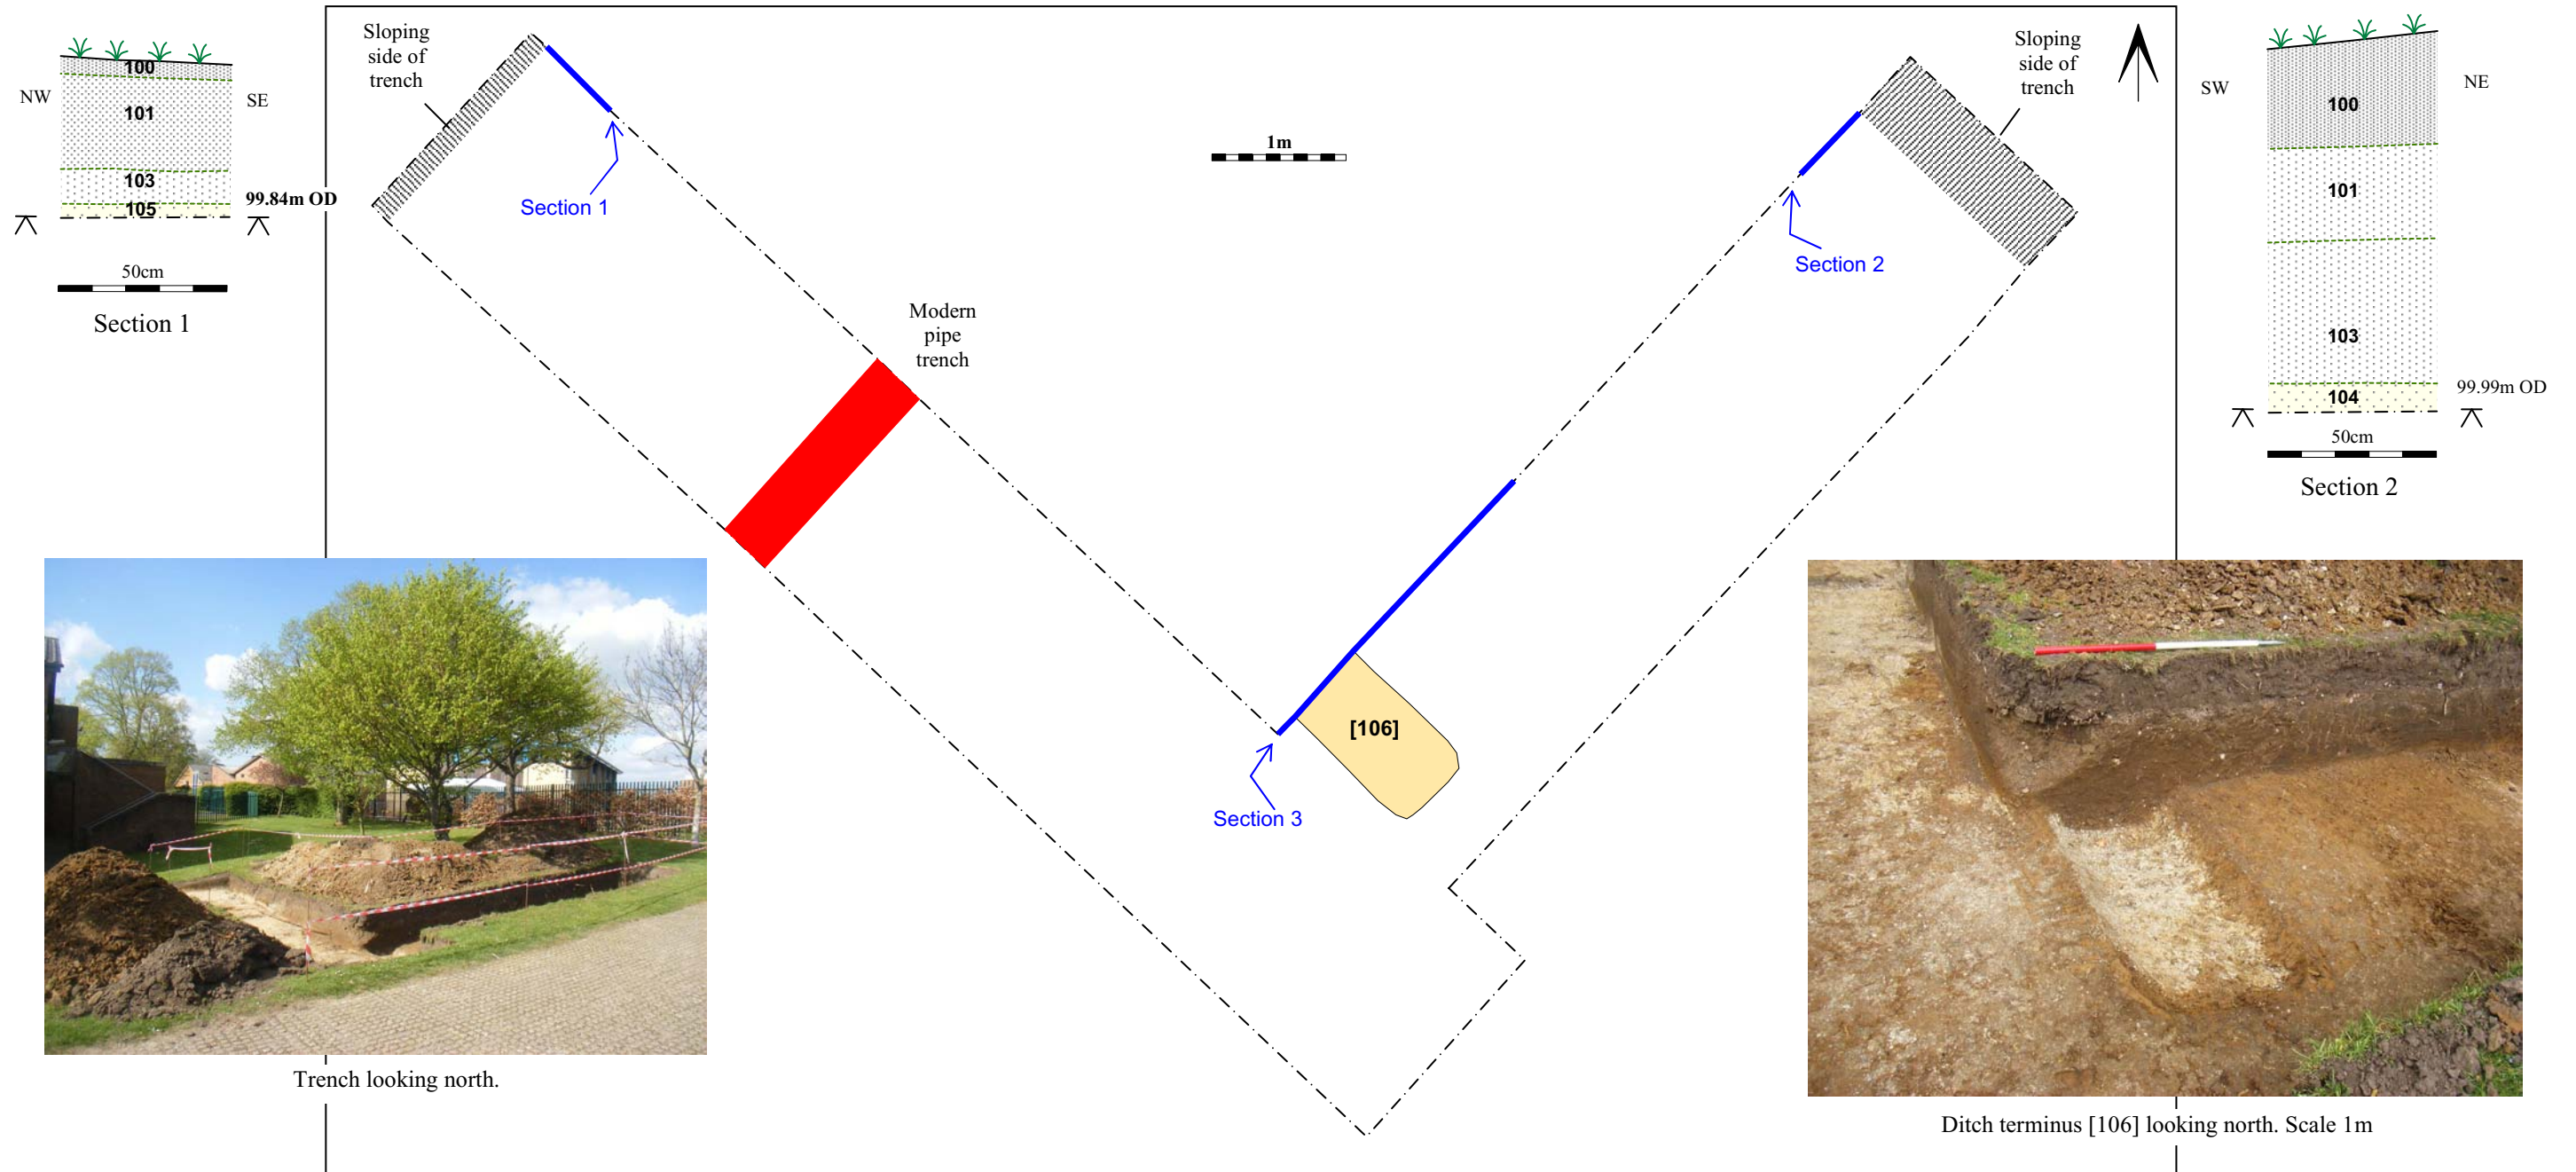 100
101
103
105
NW
SE
99.84m OD
50cm
Section 1
Sloping
side of
trench
Section 1
1m
Modern
pipe
trench
Section 3
[106]
Sloping
side of
trench
Section 2
SW
NE
100
101
103
104
99.99m OD
50cm
Section 2
Trench looking north.
Ditch terminus [106] looking north. Scale 1m